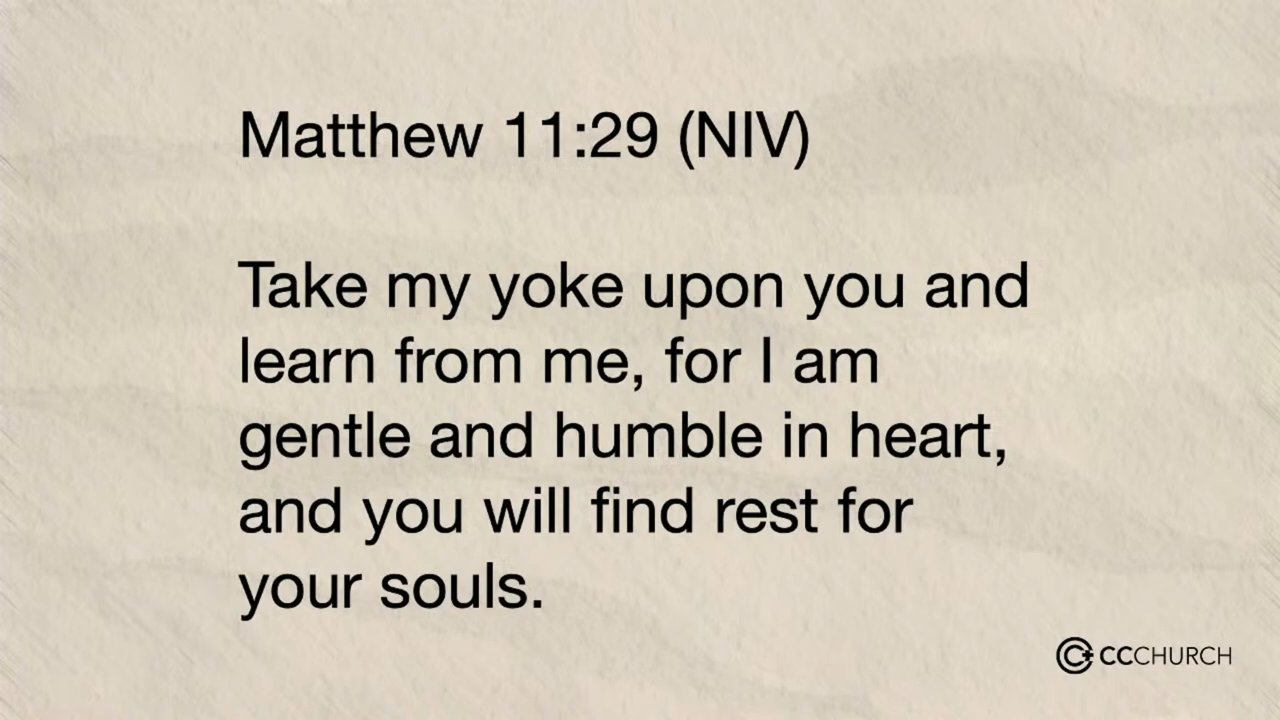 Matthew 11:29 (NIV)
Take my yoke upon you and
learn from me, for I am
gentle and humble in heart,
and you will find rest for
your souls.
CCCHURCH